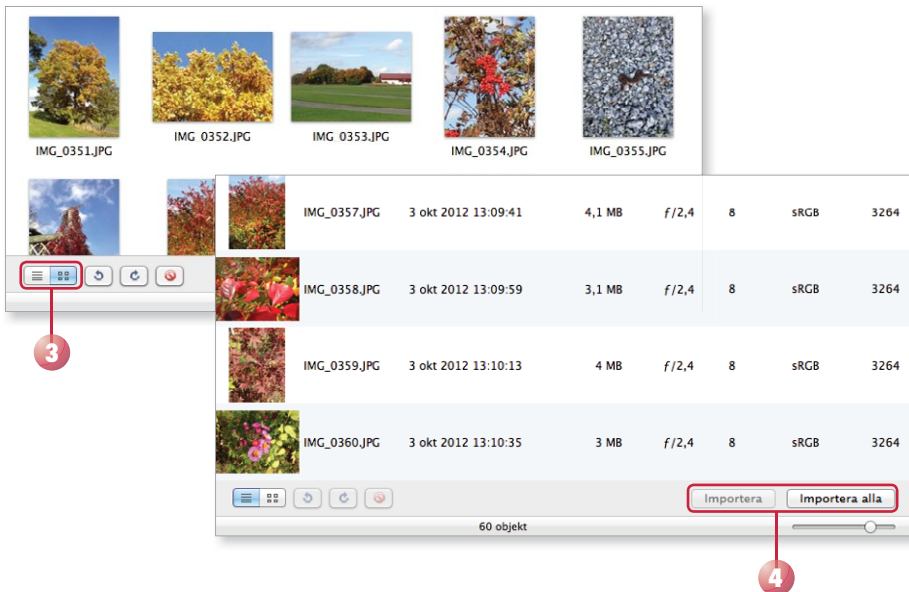 IMG_0351.JPG
IMG_0352.JPG
IMG_0353.JPG
IMG_0354.JPG
IMG_0355.JPG
3
IMG_0357.JPG 3 okt 2012 13:09:41 4,1 MB ƒ/2,4 8 sRGB 3264
IMG_0358.JPG 3 okt 2012 13:09:59 3,1 MB ƒ/2,4 8 sRGB 3264
IMG_0359.JPG 3 okt 2012 13:10:13 4 MB ƒ/2,4 8 sRGB 3264
IMG_0360.JPG 3 okt 2012 13:10:35 3 MB ƒ/2,4 8 sRGB 3264
Importera Importera alla
60 objekt
4